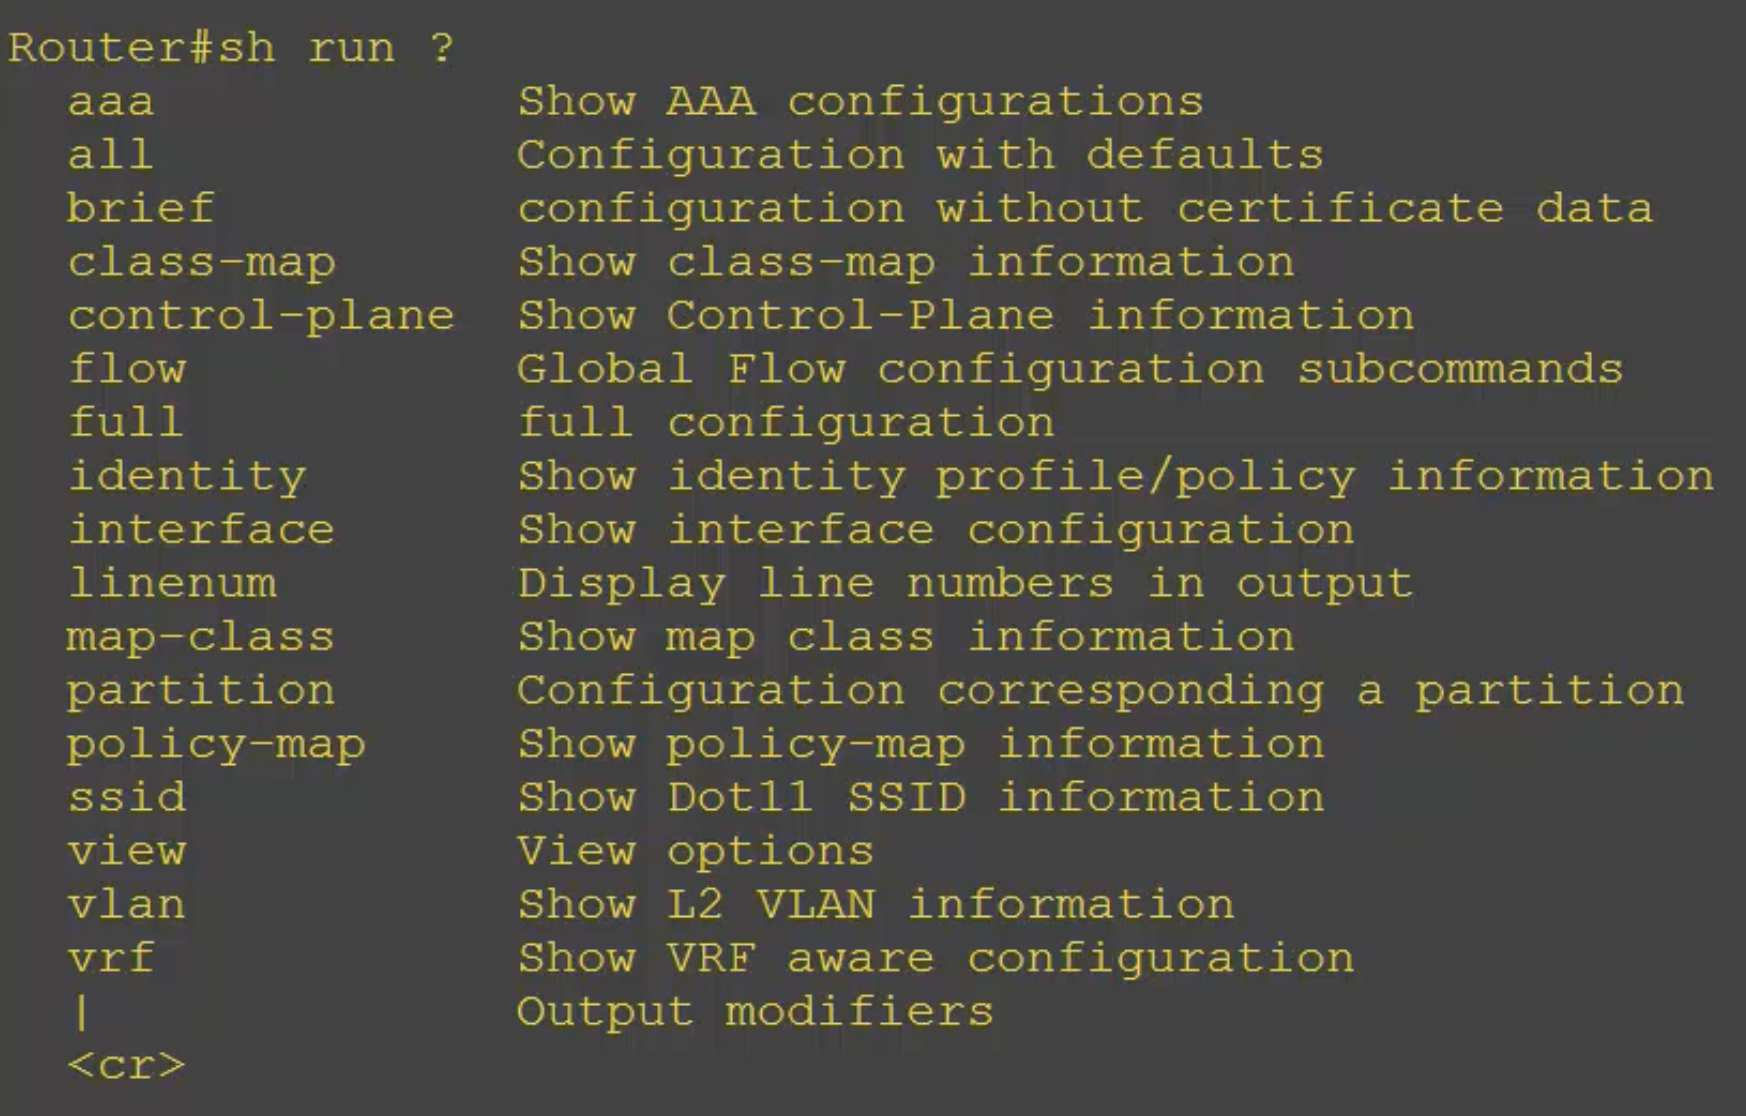 Router#sh run ?
  aaa            Show AAA configurations
  all            Configuration with defaults
  brief          configuration without certificate data
  class-map      Show class-map information
  control-plane  Show Control-Plane information
  flow           Global Flow configuration subcommands
  full           full configuration
  identity       Show identity profile/policy information
  interface      Show interface configuration
  linenum        Display line numbers in output
  map-class      Show map class information
  partition      Configuration corresponding a partition
  policy-map     Show policy-map information
  ssid           Show Dot11 SSID information
  view           View options
  vlan           Show L2 VLAN information
  vrf            Show VRF aware configuration
  |              Output modifiers
  <cr>